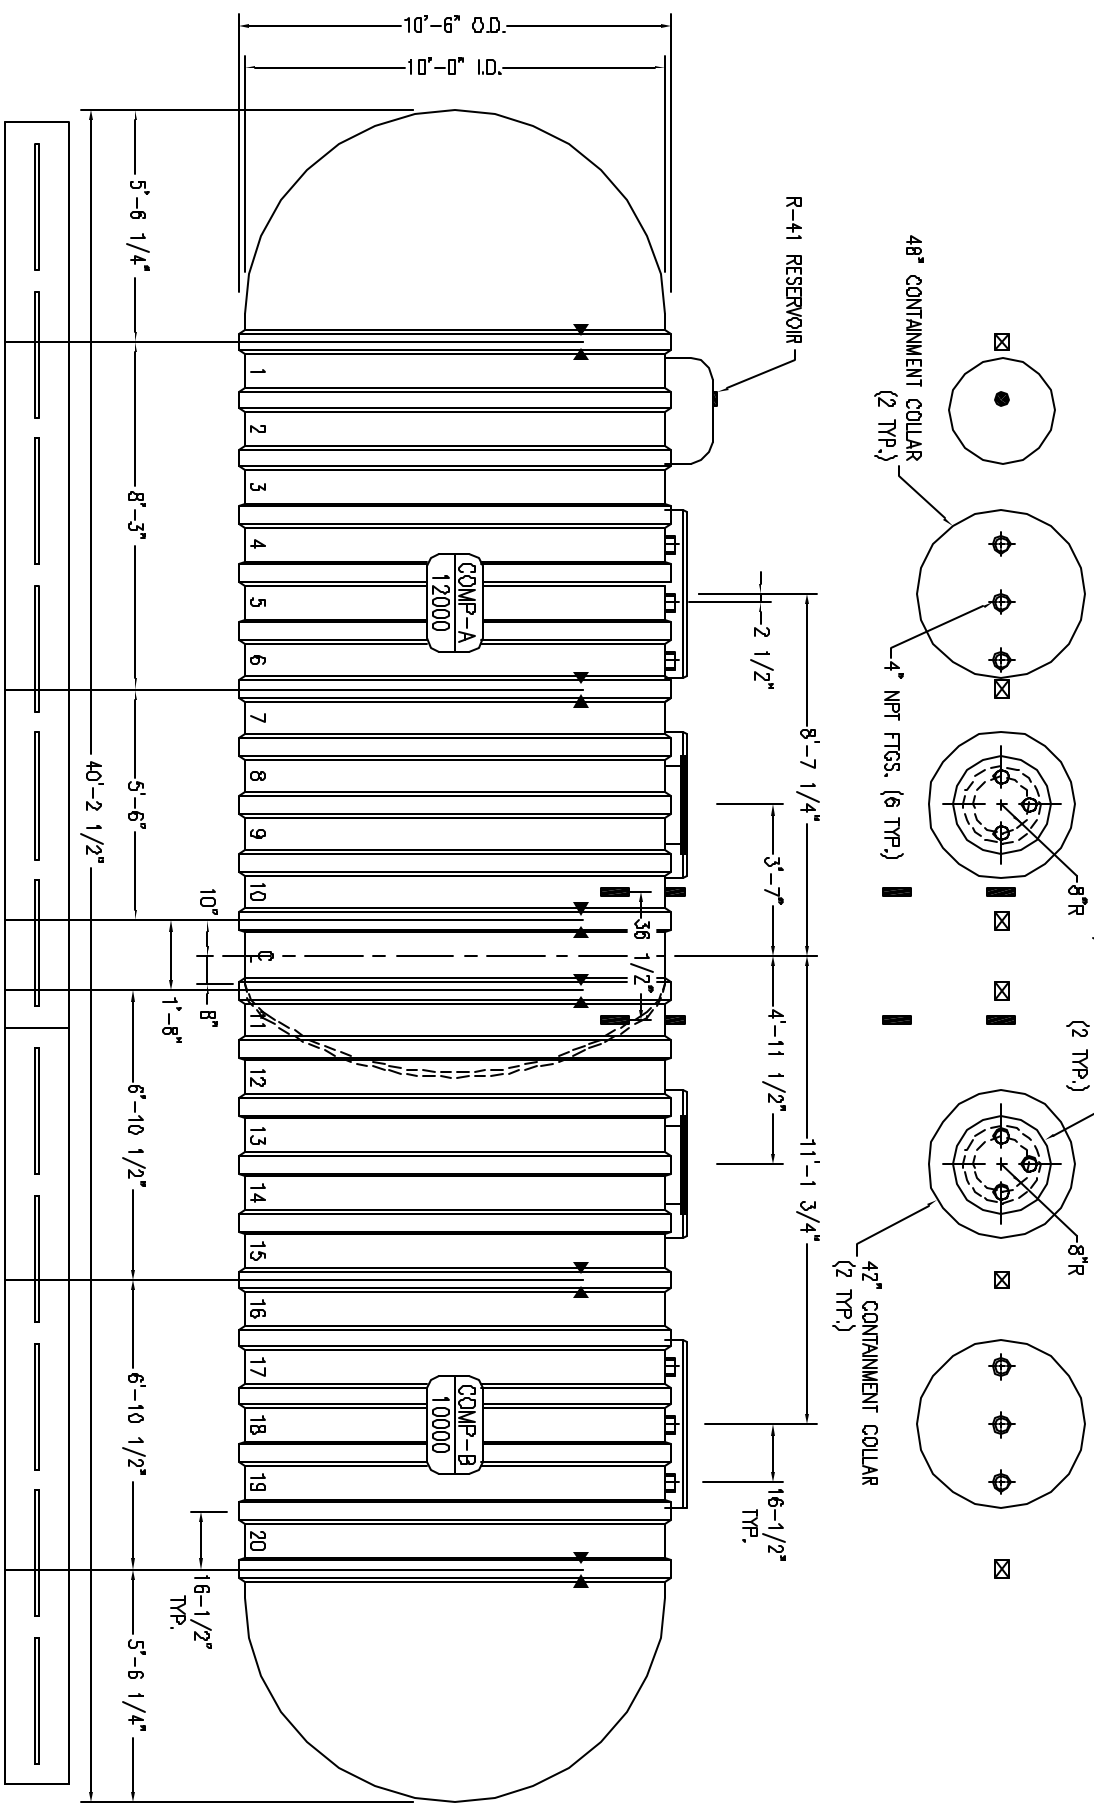 10'-6" O.D.
10'-0" I.D.
R-41 RESERVOIR
48" CONTAINMENT COLLAR
(2 TYP.)
4" NPT FTGS. (6 TYP.)
8"R
(2 TYP.)
8"R
42" CONTAINMENT COLLAR
(2 TYP.)
8'-7 1/4"
11'-1 3/4"
2 1/2"
3'-7"
4'-11 1/2"
16-1/2"
TYP.
36 1/2"
COMP-A
12000
COMP-B
10000
1
2
3
4
5
6
7
8
9
10
C
11
12
13
14
15
16
17
18
19
20
10"
8"
16-1/2"
TYP.
1'-8"
5'-6 1/4"
8'-3"
5'-6"
6'-10 1/2"
6'-10 1/2"
5'-6 1/4"
40'-2 1/2"